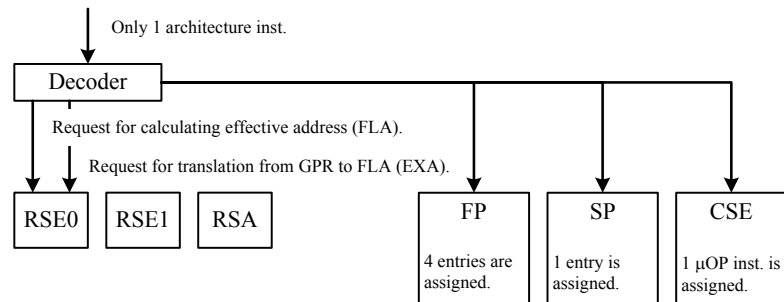 Only 1 architecture inst.
Decoder
Request for calculating effective address (FLA).
Request for translation from GPR to FLA (EXA).
RSE0
RSE1
RSA
FP
4 entries are
assigned.
SP
1 entry is
assigned.
CSE
1 μOP inst. is
assigned.